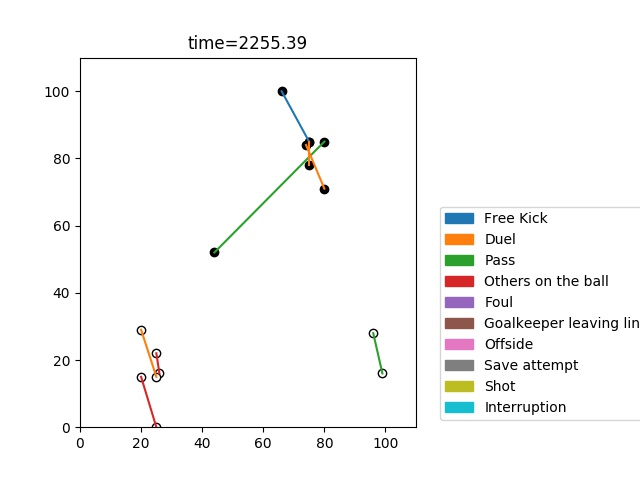 time=2255.39
100
80
60
40
20
0
0 20 40 60 80 100
Free Kick
Duel
Pass
Others on the ball
Foul
Goalkeeper leaving lin
Offside
Save attempt
Shot
Interruption